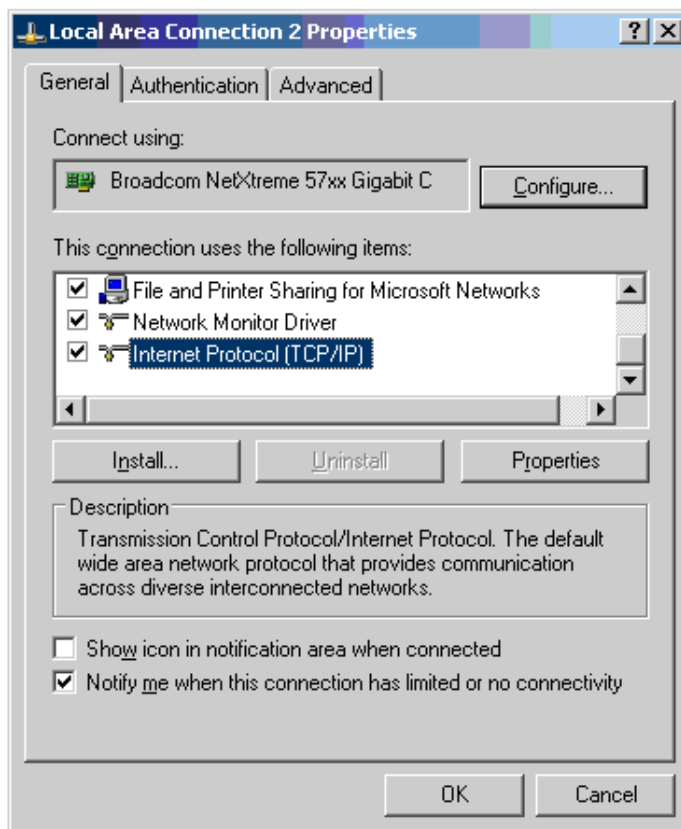 Local Area Connection 2 Properties
General Authentication Advanced
Connect using:
Broadcom NetXtreme 57xx Gigabit C
Configure...
This connection uses the following items:
File and Printer Sharing for Microsoft Networks
Network Monitor Driver
Internet Protocol (TCP/IP)
Install... Uninstall Properties
Description
Transmission Control Protocol/Internet Protocol. The default
wide area network protocol that provides communication
across diverse interconnected networks.
Show icon in notification area when connected
Notify me when this connection has limited or no connectivity
OK Cancel